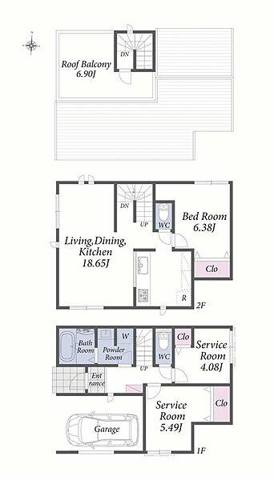 DN
Roof Balcony
6.90J
DN
UP
WC
Bed Room
6.38J
Living,Dining,
Kitchen
18.65J
Clo
R
2F
Bath
Room
Powder
Room
W
UP
WC
Clo
Service
Room
4.08J
Ent
rance
Service
Room
5.49J
Clo
Garage
1F